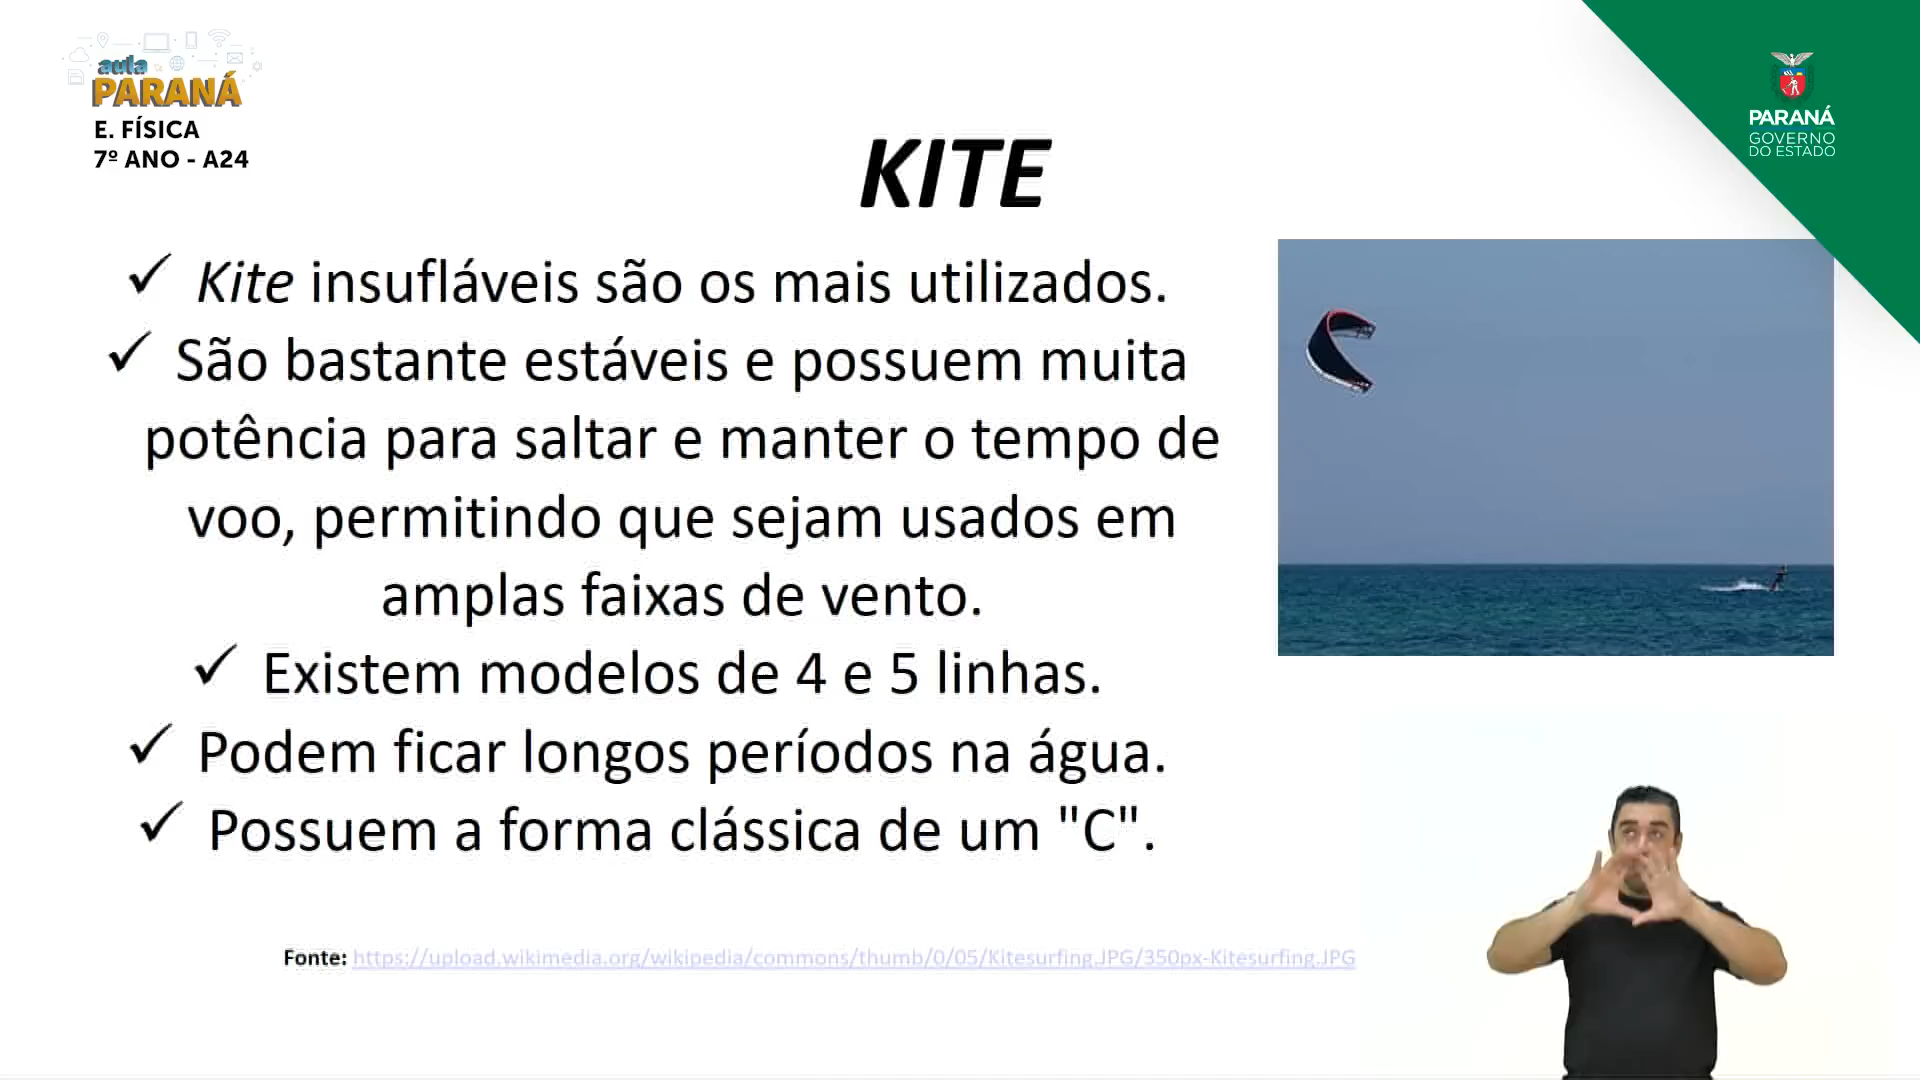 aula
PARANÁ
E. FÍSICA
7º ANO - A24
PARANÁ
GOVERNO
DO ESTADO
KITE
✓ Kite insufláveis são os mais utilizados.
✓ São bastante estáveis e possuem muita
potência para saltar e manter o tempo de
voo, permitindo que sejam usados em
amplas faixas de vento.
✓ Existem modelos de 4 e 5 linhas.
✓ Podem ficar longos períodos na água.
✓ Possuem a forma clássica de um "C".
Fonte: https://upload.wikimedia.org/wikipedia/commons/thumb/0/05/Kitesurfing.JPG/350px-Kitesurfing.JPG